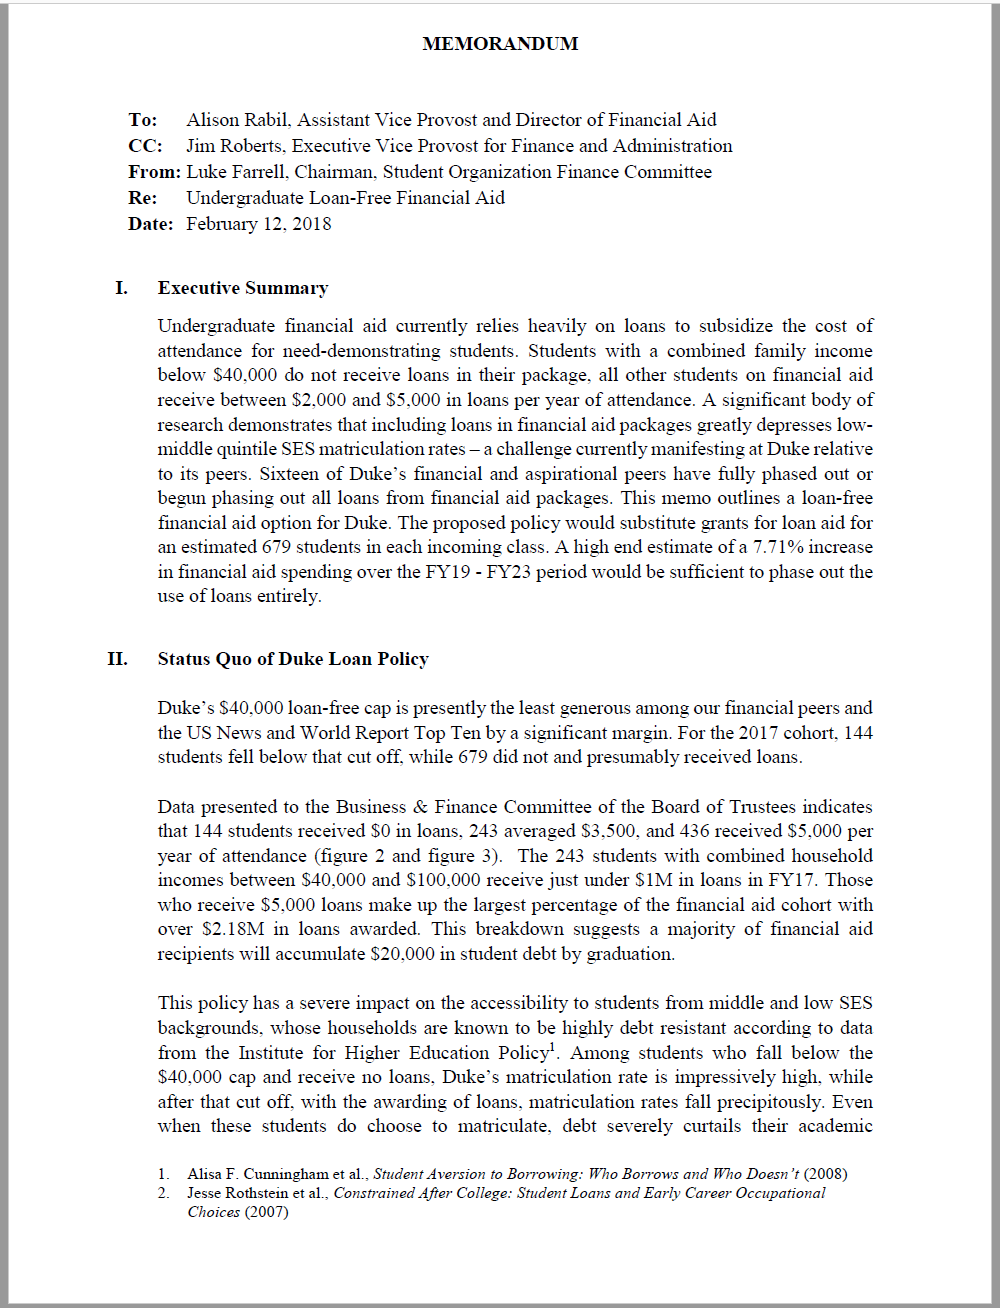 MEMORANDUM
To: Alison Rabil, Assistant Vice Provost and Director of Financial Aid
CC: Jim Roberts, Executive Vice Provost for Finance and Administration
From: Luke Farrell, Chairman, Student Organization Finance Committee
Re: Undergraduate Loan-Free Financial Aid
Date: February 12, 2018
I. Executive Summary
Undergraduate financial aid currently relies heavily on loans to subsidize the cost of
attendance for need-demonstrating students. Students with a combined family income
below $40,000 do not receive loans in their package, all other students on financial aid
receive between $2,000 and $5,000 in loans per year of attendance. A significant body of
research demonstrates that including loans in financial aid packages greatly depresses low-
middle quintile SES matriculation rates – a challenge currently manifesting at Duke relative
to its peers. Sixteen of Duke’s financial and aspirational peers have fully phased out or
begun phasing out all loans from financial aid packages. This memo outlines a loan-free
financial aid option for Duke. The proposed policy would substitute grants for loan aid for
an estimated 679 students in each incoming class. A high end estimate of a 7.71% increase
in financial aid spending over the FY19 - FY23 period would be sufficient to phase out the
use of loans entirely.
II. Status Quo of Duke Loan Policy
Duke’s $40,000 loan-free cap is presently the least generous among our financial peers and
the US News and World Report Top Ten by a significant margin. For the 2017 cohort, 144
students fell below that cut off, while 679 did not and presumably received loans.
Data presented to the Business & Finance Committee of the Board of Trustees indicates
that 144 students received $0 in loans, 243 averaged $3,500, and 436 received $5,000 per
year of attendance (figure 2 and figure 3). The 243 students with combined household
incomes between $40,000 and $100,000 receive just under $1M in loans in FY17. Those
who receive $5,000 loans make up the largest percentage of the financial aid cohort with
over $2.18M in loans awarded. This breakdown suggests a majority of financial aid
recipients will accumulate $20,000 in student debt by graduation.
This policy has a severe impact on the accessibility to students from middle and low SES
backgrounds, whose households are known to be highly debt resistant according to data
from the Institute for Higher Education Policy1. Among students who fall below the
$40,000 cap and receive no loans, Duke’s matriculation rate is impressively high, while
after that cut off, with the awarding of loans, matriculation rates fall precipitously. Even
when these students do choose to matriculate, debt severely curtails their academic
1. Alisa F. Cunningham et al., Student Aversion to Borrowing: Who Borrows and Who Doesn’t (2008)
2. Jesse Rothstein et al., Constrained After College: Student Loans and Early Career Occupational
Choices (2007)